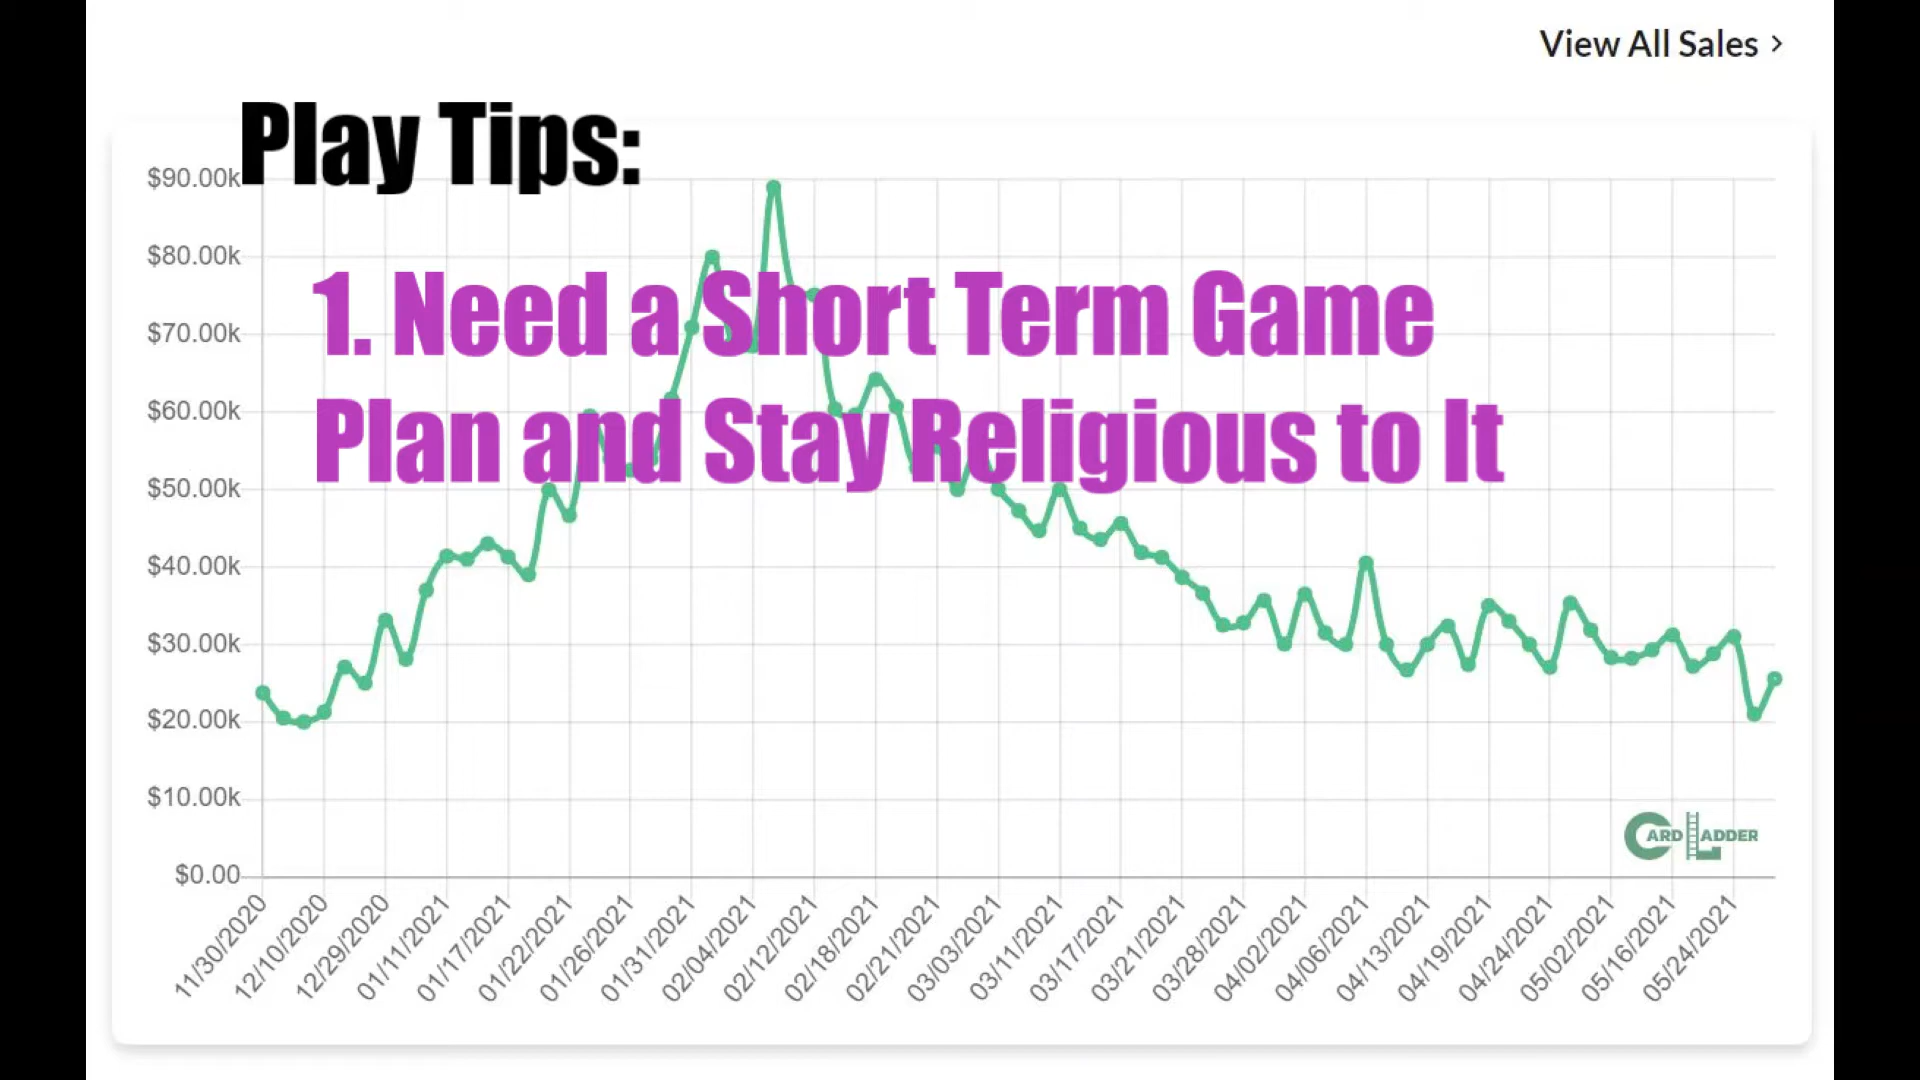 View All Sales >
Play Tips:
1. Need a Short Term Game
Plan and Stay Religious to It
$90.00k
$80.00k
$70.00k
$60.00k
$50.00k
$40.00k
$30.00k
$20.00k
$10.00k
$0.00
CARD LADDER
11/30/2020
12/10/2020
12/29/2020
01/11/2021
01/17/2021
01/22/2021
01/26/2021
01/31/2021
02/04/2021
02/12/2021
02/18/2021
02/21/2021
03/03/2021
03/11/2021
03/17/2021
03/21/2021
03/28/2021
04/02/2021
04/06/2021
04/13/2021
04/19/2021
04/24/2021
05/02/2021
05/16/2021
05/24/2021